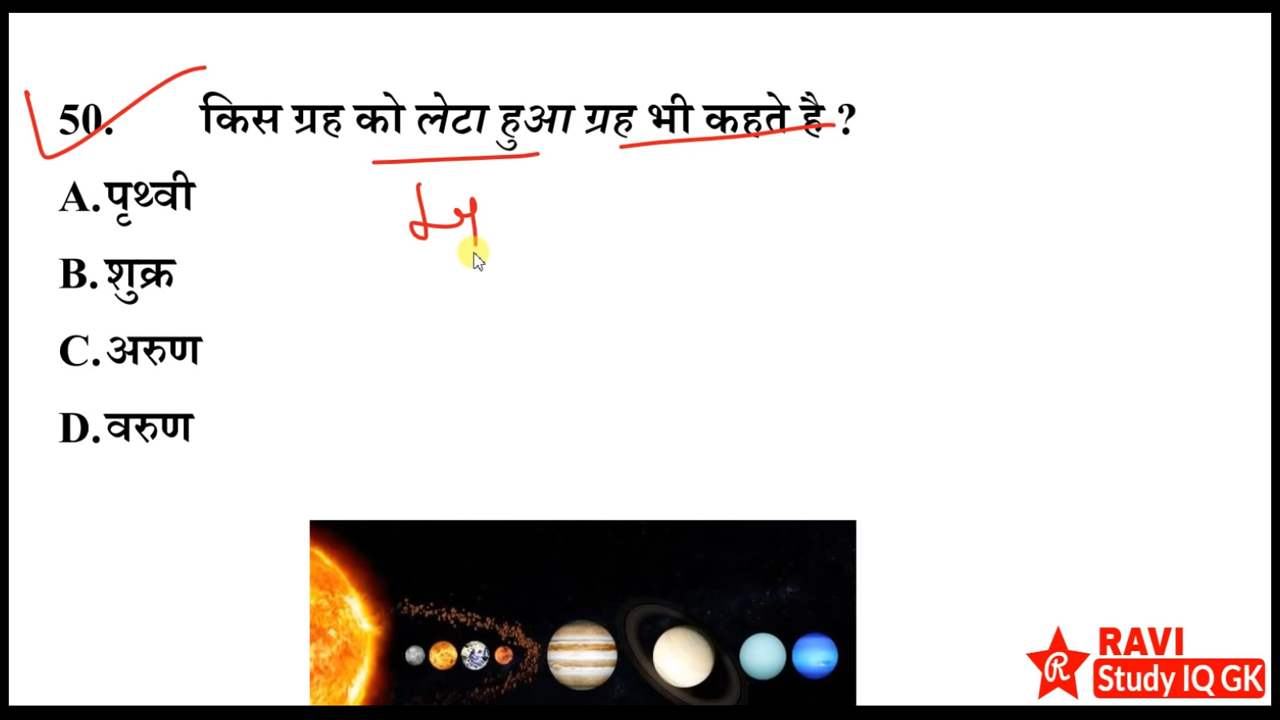 50. किस ग्रह को लेटा हुआ ग्रह भी कहते है ?
A. पृथ्वी
B. शुक्र
C. अरुण
D. वरुण
RAVI
R
Study IQ GK